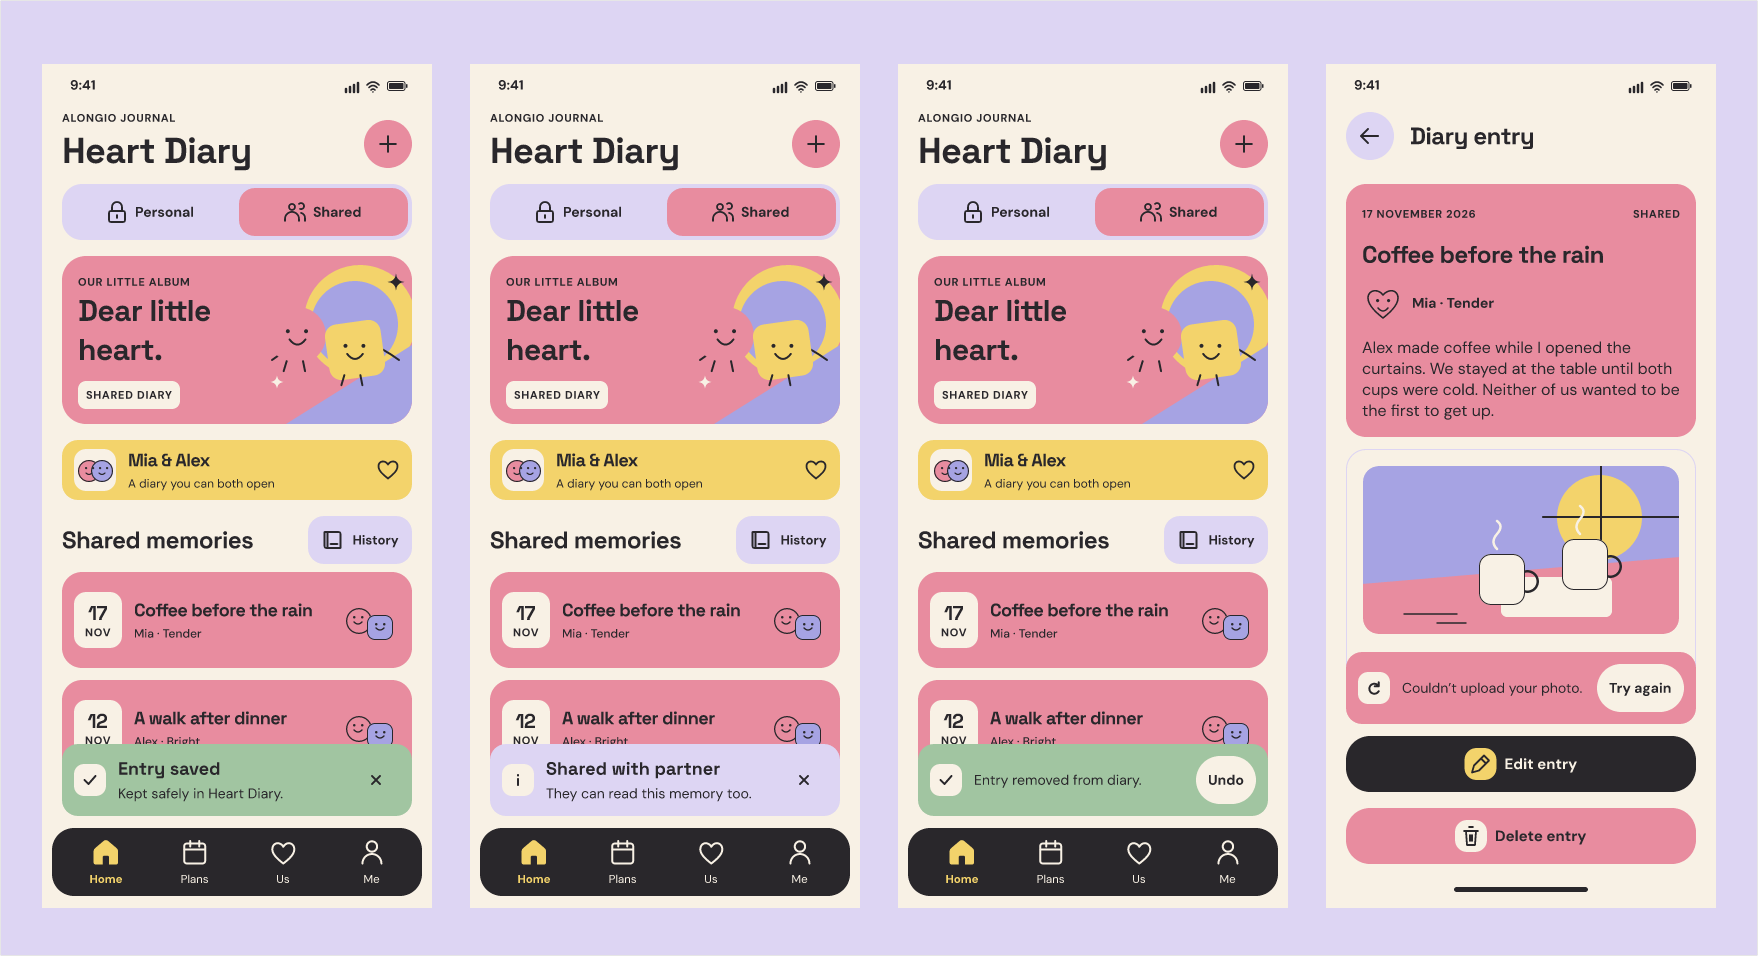 9:41
ALONGIO JOURNAL
Heart Diary
Personal
Shared
OUR LITTLE ALBUM
Dear little
heart.
SHARED DIARY
Mia & Alex
A diary you can both open
Shared memories
History
17
NOV
Coffee before the rain
Mia · Tender
12
NOV
A walk after dinner
Alex · Bright
Entry saved
Kept safely in Heart Diary.
Home
Plans
Us
Me
9:41
ALONGIO JOURNAL
Heart Diary
Personal
Shared
OUR LITTLE ALBUM
Dear little
heart.
SHARED DIARY
Mia & Alex
A diary you can both open
Shared memories
History
17
NOV
Coffee before the rain
Mia · Tender
12
NOV
A walk after dinner
Alex · Bright
Shared with partner
They can read this memory too.
Home
Plans
Us
Me
9:41
ALONGIO JOURNAL
Heart Diary
Personal
Shared
OUR LITTLE ALBUM
Dear little
heart.
SHARED DIARY
Mia & Alex
A diary you can both open
Shared memories
History
17
NOV
Coffee before the rain
Mia · Tender
12
NOV
A walk after dinner
Alex · Bright
Entry removed from diary.
Undo
Home
Plans
Us
Me
9:41
Diary entry
17 NOVEMBER 2026
SHARED
Coffee before the rain
Mia · Tender
Alex made coffee while I opened the
curtains. We stayed at the table until both
cups were cold. Neither of us wanted to be
the first to get up.
Couldn’t upload your photo.
Try again
Edit entry
Delete entry